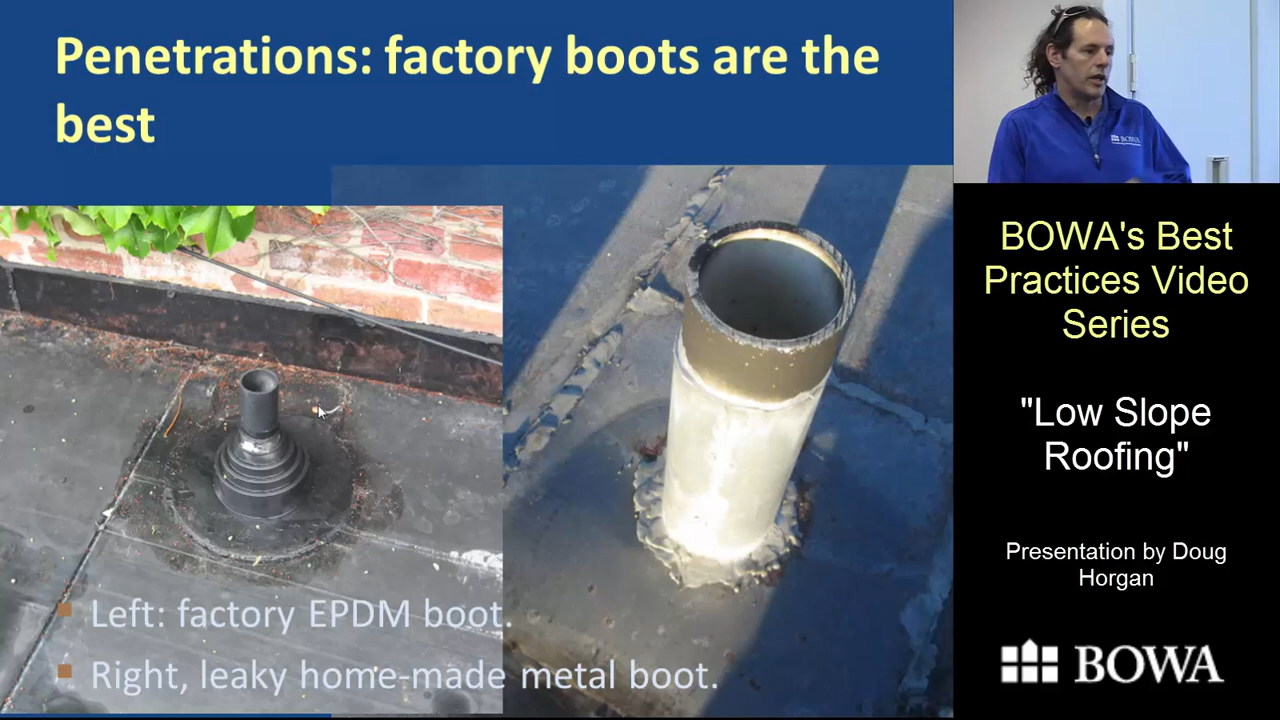 Penetrations: factory boots are the
best
Left: factory EPDM boot.
Right, leaky home-made metal boot.
BOWA
BOWA's Best
Practices Video
Series
"Low Slope
Roofing"
Presentation by Doug
Horgan
BOWA